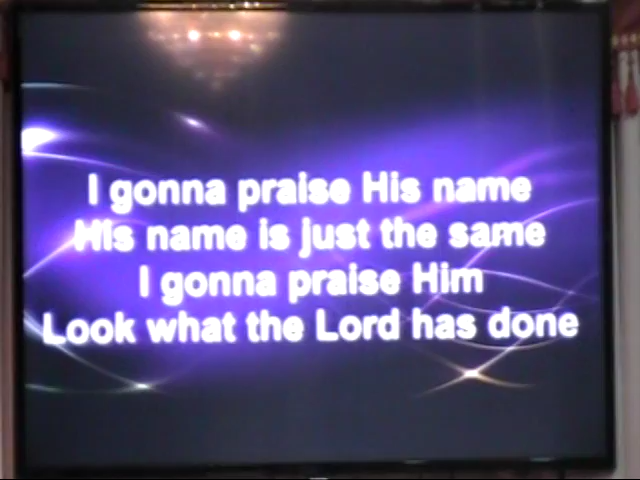 I gonna praise His name
His name is just the same
I gonna praise Him
Look what the Lord has done